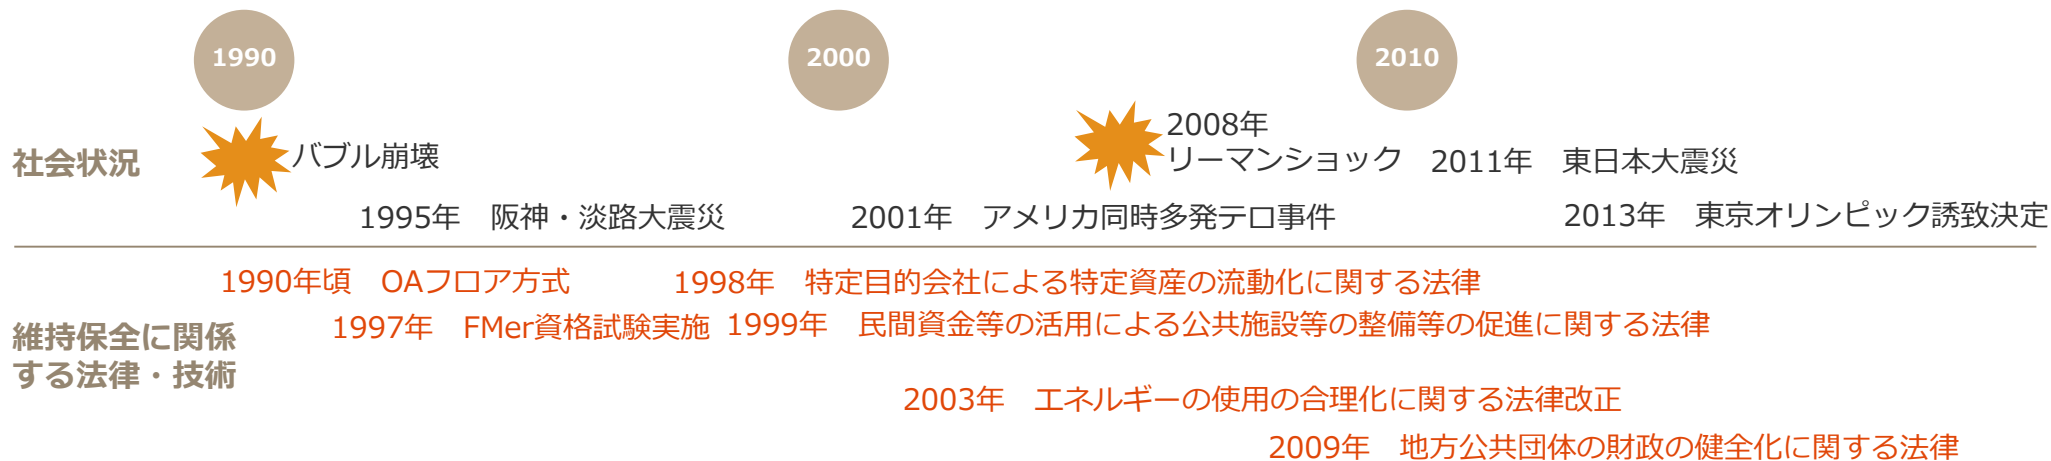 1990
2000
2010
社会状況
バブル崩壊
2008年
リーマンショック
2011年　東日本大震災
1995年　阪神・淡路大震災
2001年　アメリカ同時多発テロ事件
2013年　東京オリンピック誘致決定
維持保全に関係
する法律・技術
1990年頃　OAフロア方式
1998年　特定目的会社による特定資産の流動化に関する法律
1997年　FMer資格試験実施
1999年　民間資金等の活用による公共施設等の整備等の促進に関する法律
2003年　エネルギーの使用の合理化に関する法律改正
2009年　地方公共団体の財政の健全化に関する法律